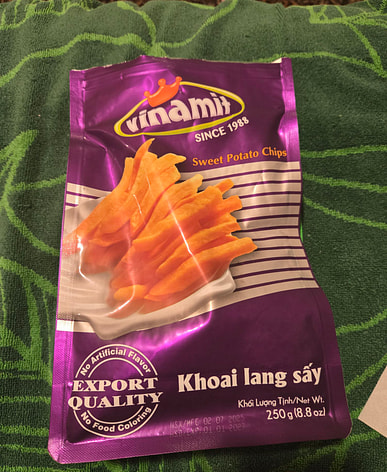 vinamit
SINCE 1988
Sweet Potato Chips
No Artificial Flavor
EXPORT
QUALITY
No Food Coloring
Khoai lang sấy
Khối Lượng Tịnh/Net Wt.
250 g (8.8 oz)